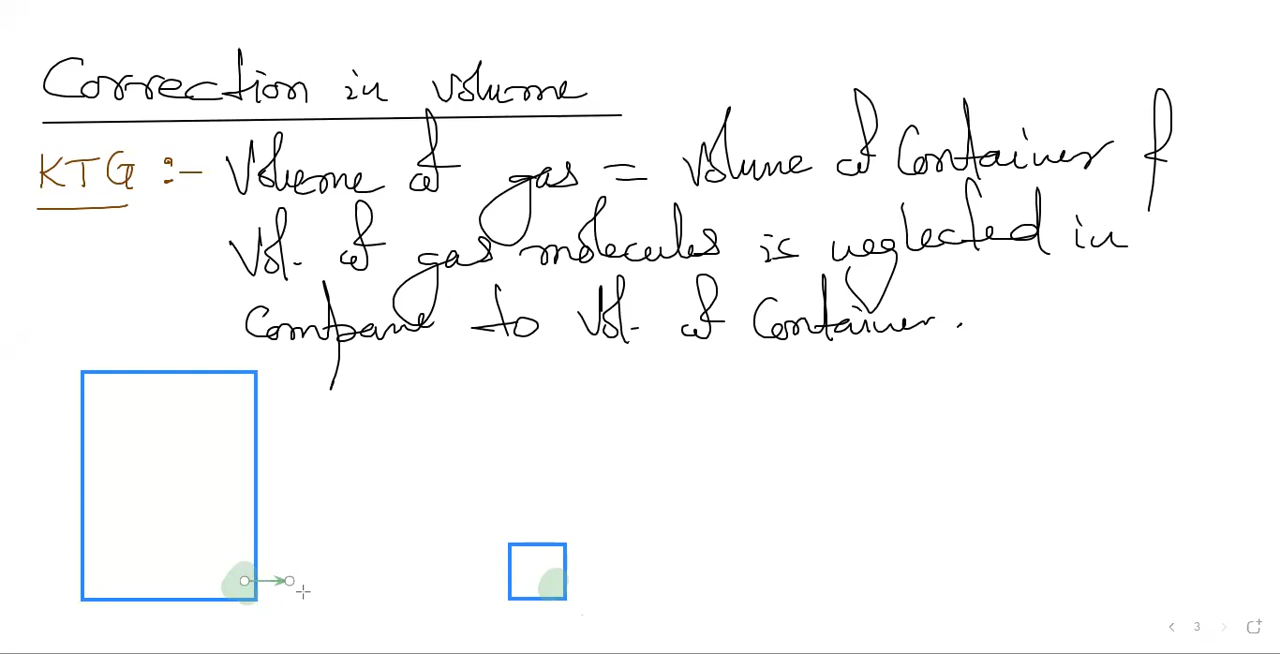 Correction in volume
KTG :- Volume of gas = Volume of Container &
Vol. of gas molecules is neglected in
Compare to Vol. of Container.
3